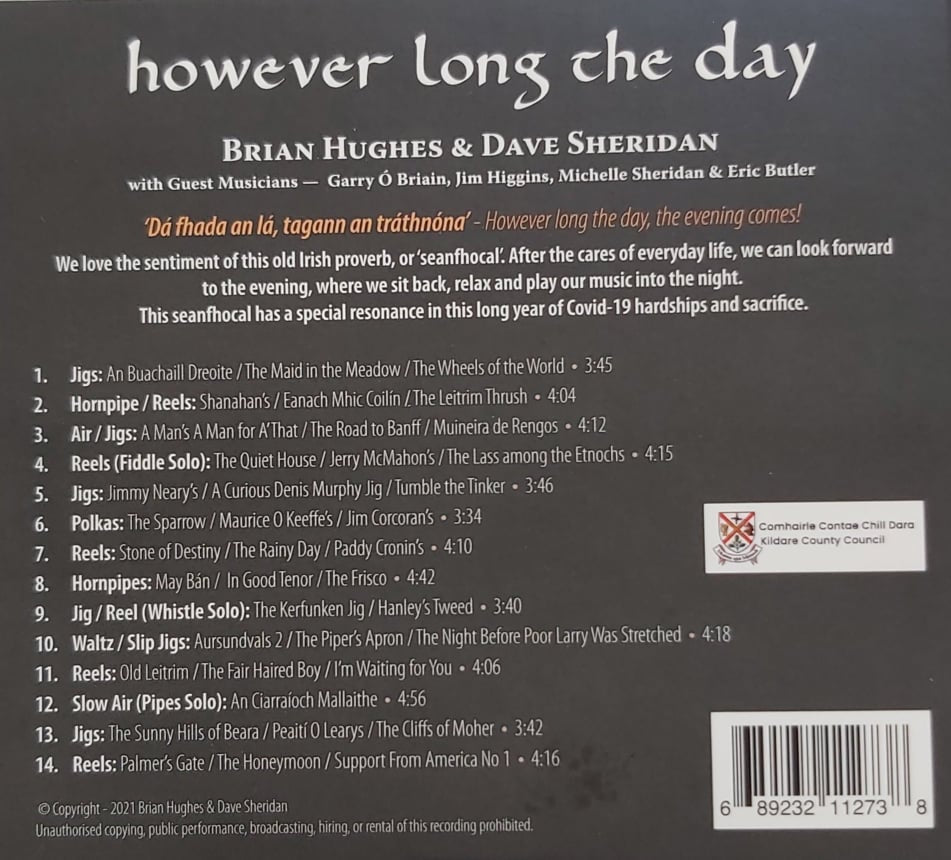 however long the day
BRIAN HUGHES & DAVE SHERIDAN
with Guest Musicians — Garry Ó Briain, Jim Higgins, Michelle Sheridan & Eric Butler
'Dá fhada an lá, tagann an tráthnóna' - However long the day, the evening comes!
We love the sentiment of this old Irish proverb, or 'seanfhocal'. After the cares of everyday life, we can look forward
to the evening, where we sit back, relax and play our music into the night.
This seanfhocal has a special resonance in this long year of Covid-19 hardships and sacrifice.
1. Jigs: An Buachaill Dreoite / The Maid in the Meadow / The Wheels of the World • 3:45
2. Hornpipe / Reels: Shanahan's / Eanach Mhic Coilín / The Leitrim Thrush • 4:04
3. Air / Jigs: A Man's A Man for A'That / The Road to Banff / Muineira de Rengos • 4:12
4. Reels (Fiddle Solo): The Quiet House / Jerry McMahon's / The Lass among the Etnochs • 4:15
5. Jigs: Jimmy Neary's / A Curious Denis Murphy Jig / Tumble the Tinker • 3:46
6. Polkas: The Sparrow / Maurice O Keeffe's / Jim Corcoran's • 3:34
7. Reels: Stone of Destiny / The Rainy Day / Paddy Cronin's • 4:10
8. Hornpipes: May Bán / In Good Tenor / The Frisco • 4:42
9. Jig / Reel (Whistle Solo): The Kerfunken Jig / Hanley's Tweed • 3:40
10. Waltz / Slip Jigs: Aursundvals 2 / The Piper's Apron / The Night Before Poor Larry Was Stretched • 4:18
11. Reels: Old Leitrim / The Fair Haired Boy / I'm Waiting for You • 4:06
12. Slow Air (Pipes Solo): An Ciarraíoch Mallaithe • 4:56
13. Jigs: The Sunny Hills of Beara / Peaití O Learys / The Cliffs of Moher • 3:42
14. Reels: Palmer's Gate / The Honeymoon / Support From America No 1 • 4:16
Comhairle Contae Chill Dara
Kildare County Council
6 89232 11273 8
© Copyright - 2021 Brian Hughes & Dave Sheridan
Unauthorised copying, public performance, broadcasting, hiring, or rental of this recording prohibited.